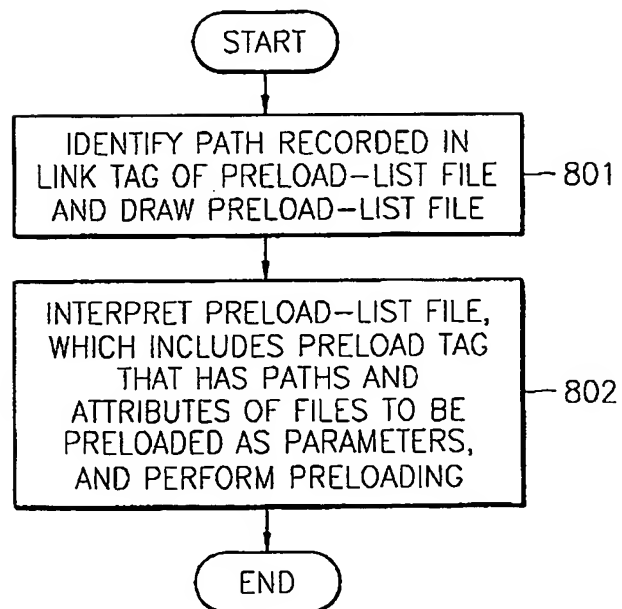 START
IDENTIFY PATH RECORDED IN
LINK TAG OF PRELOAD-LIST FILE
AND DRAW PRELOAD-LIST FILE
801
INTERPRET PRELOAD-LIST FILE,
WHICH INCLUDES PRELOAD TAG
THAT HAS PATHS AND
ATTRIBUTES OF FILES TO BE
PRELOADED AS PARAMETERS,
AND PERFORM PRELOADING
802
END